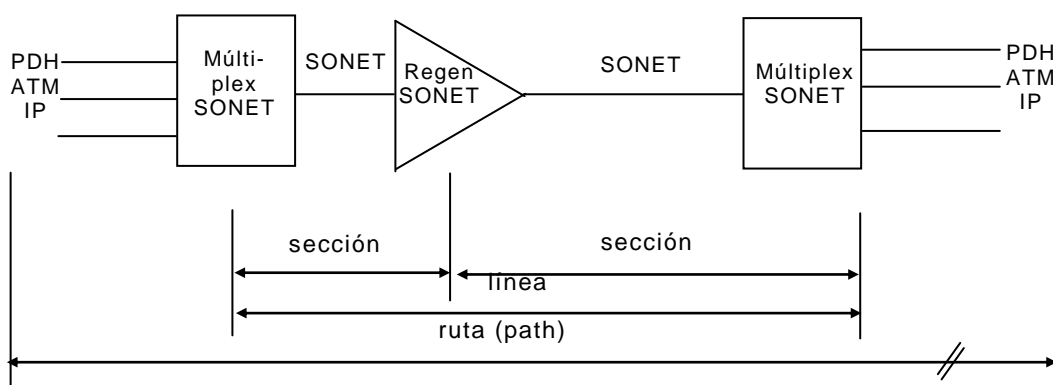 PDH
ATM
IP
Múlti-
plex
SONET
SONET
Regen
SONET
SONET
Múltiplex
SONET
PDH
ATM
IP
sección
sección
línea
ruta (path)